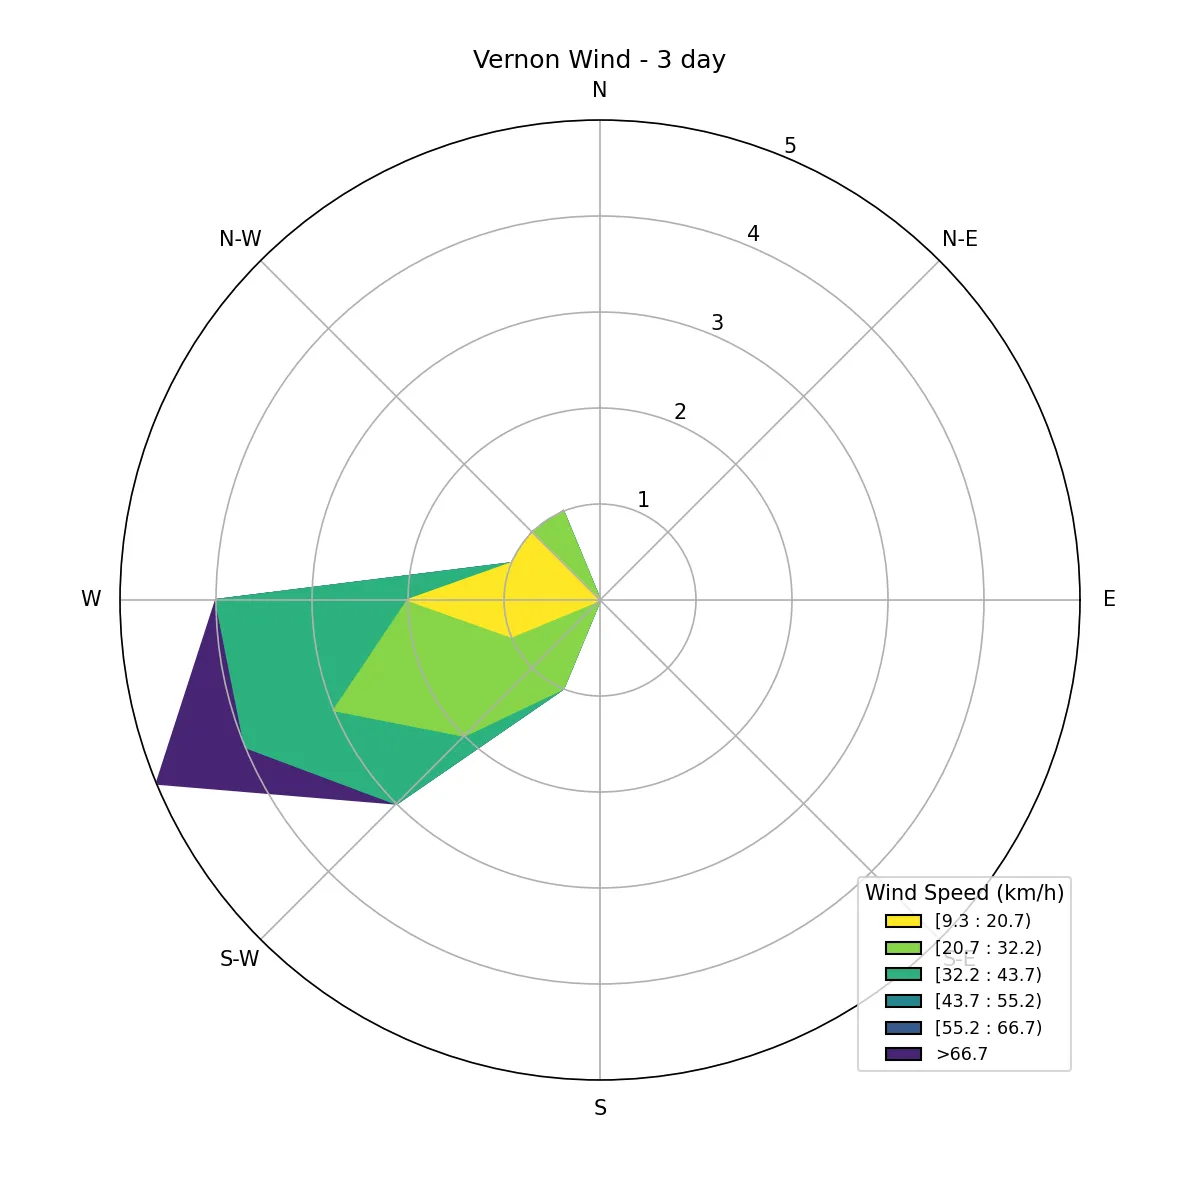 Vernon Wind - 3 day
N
5
N-W
N-E
4
3
2
1
W
E
Wind Speed (km/h)
[9.3 : 20.7)
[20.7 : 32.2)
S-W
S-E
[32.2 : 43.7)
[43.7 : 55.2)
[55.2 : 66.7)
>66.7
S